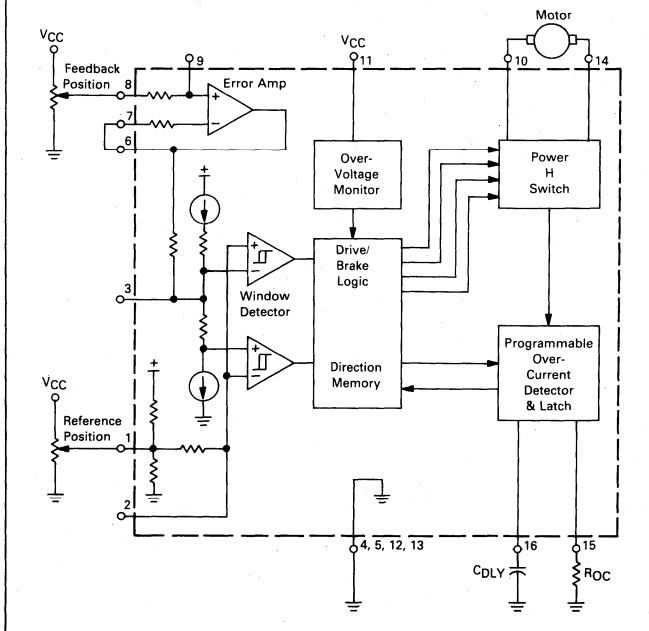 Motor
VCC
VCC
9
11
10
14
Feedback
Position
8
Error Amp
+
7
−
6
+
Over-
Voltage
Monitor
Power
H
Switch
+
−
Drive/
Brake
Logic
3
Window
Detector
+
−
Direction
Memory
Programmable
Over-
Current
Detector
& Latch
+
VCC
Reference
Position
1
2
4, 5, 12, 13
16
15
CDLY
ROC